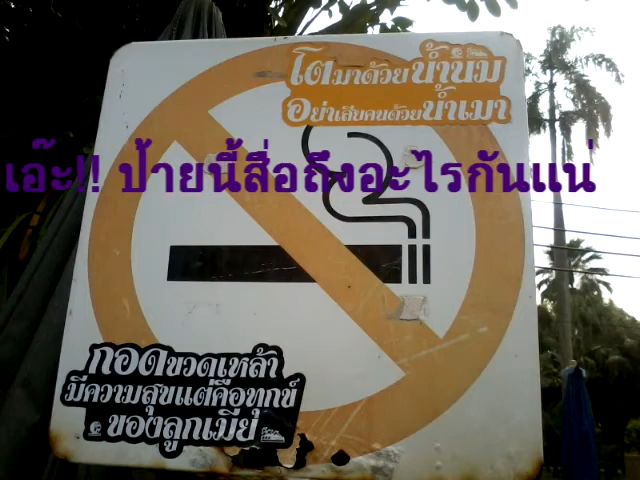 โตมาด้วยน้ำนม
อย่าเสียคนด้วยน้ำเมา
เอ๊ะ!! ป้ายนี้สื่อถึงอะไรกันแน่
กอดขวดเหล้า
มีความสุขแต่คือทุกข์
ของลูกเมีย